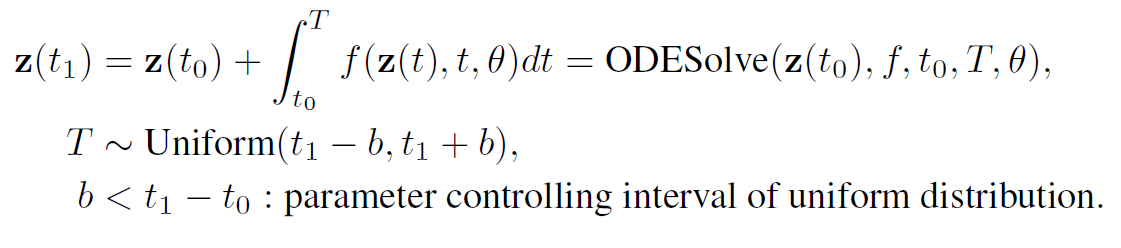 z(t₁) = z(t₀) + ∫_{t₀}^{T} f(z(t), t, θ)dt = ODESolve(z(t₀), f, t₀, T, θ),
T ∼ Uniform(t₁ − b, t₁ + b),
b < t₁ − t₀ : parameter controlling interval of uniform distribution.